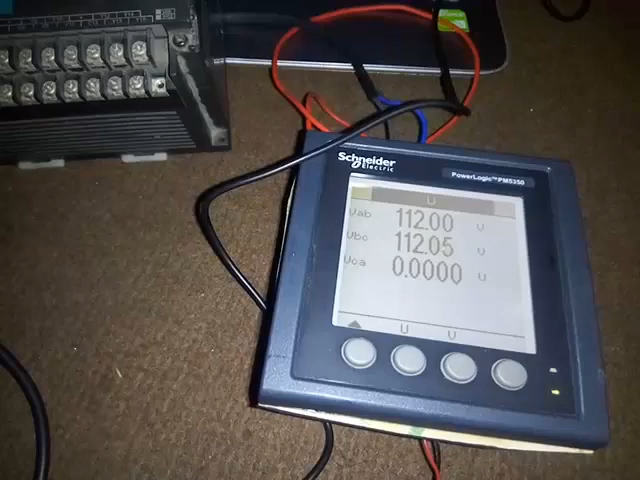 Schneider
Electric
PowerLogic™ PM5350
U
Uab 112.00 U
Ubc 112.05 U
Uca 0.0000 U
U U